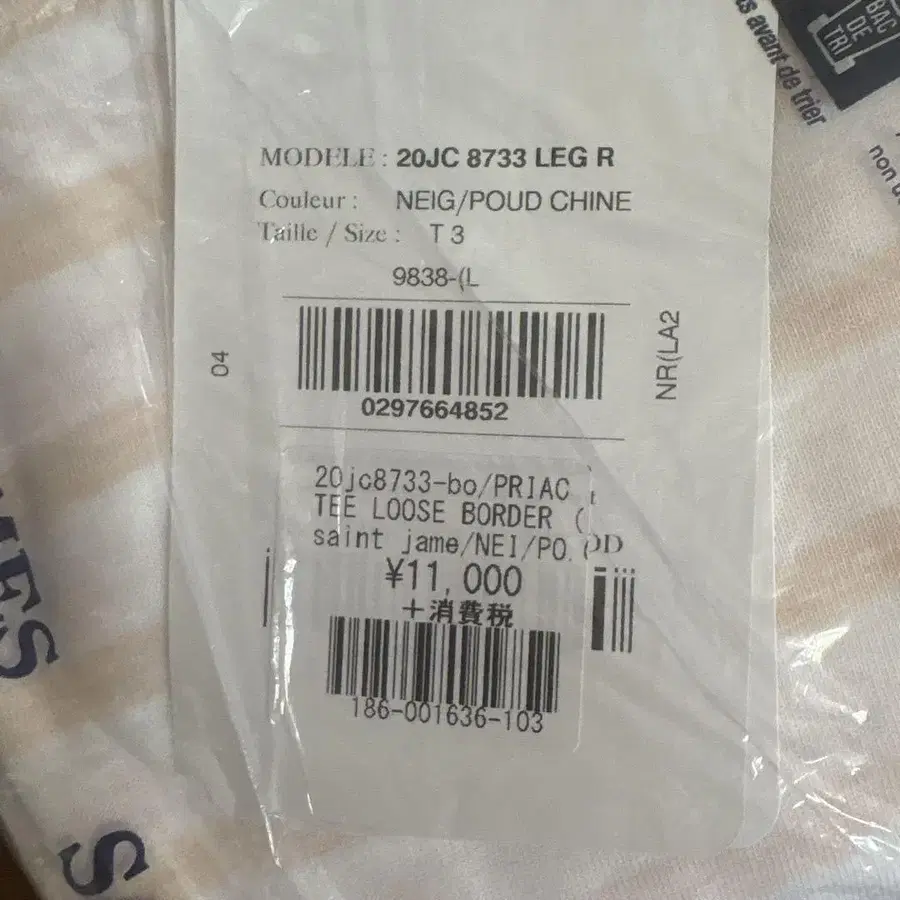 BAC
DE
TRI
avant de trier
non
MODELE : 20JC 8733 LEG R
Couleur : NEIG/POUD CHINE
Taille / Size : T 3
9838-(L
04
NR(LA2
0297664852
20jc8733-bo/PRIAC
TEE LOOSE BORDER (
saint jame/NEI/PO
¥11,000
+消費税
186-001636-103
S